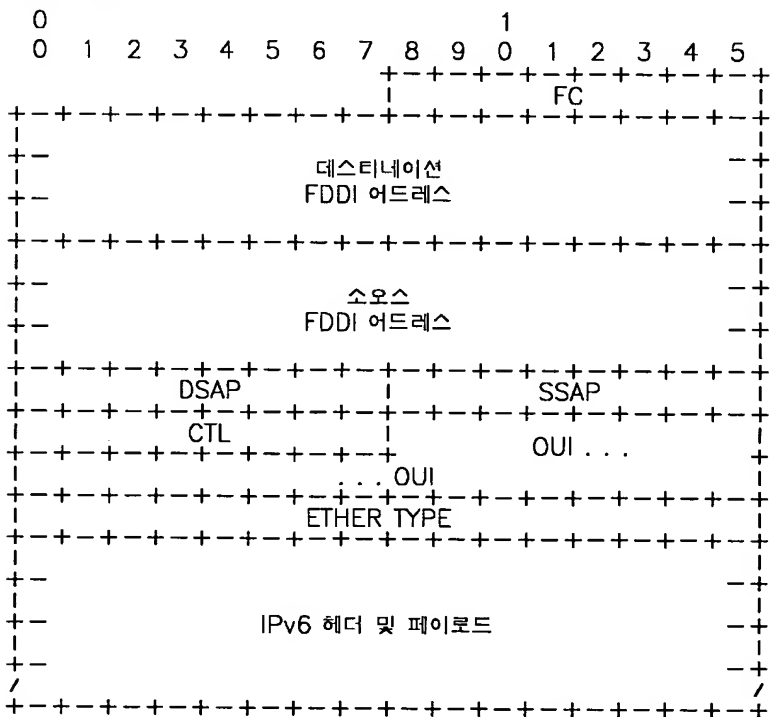 0 1
0 1 2 3 4 5 6 7 8 9 0 1 2 3 4 5
FC
데스티네이션
FDDI 어드레스
소오스
FDDI 어드레스
DSAP SSAP
CTL OUI . . .
. . . OUI
ETHER TYPE
IPv6 헤더 및 페이로드